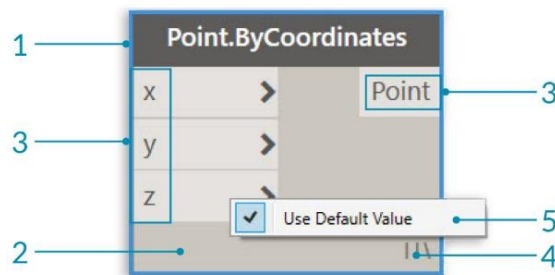 Point.ByCoordinates
1
x
Point
3
3
y
z
Use Default Value
5
2
4